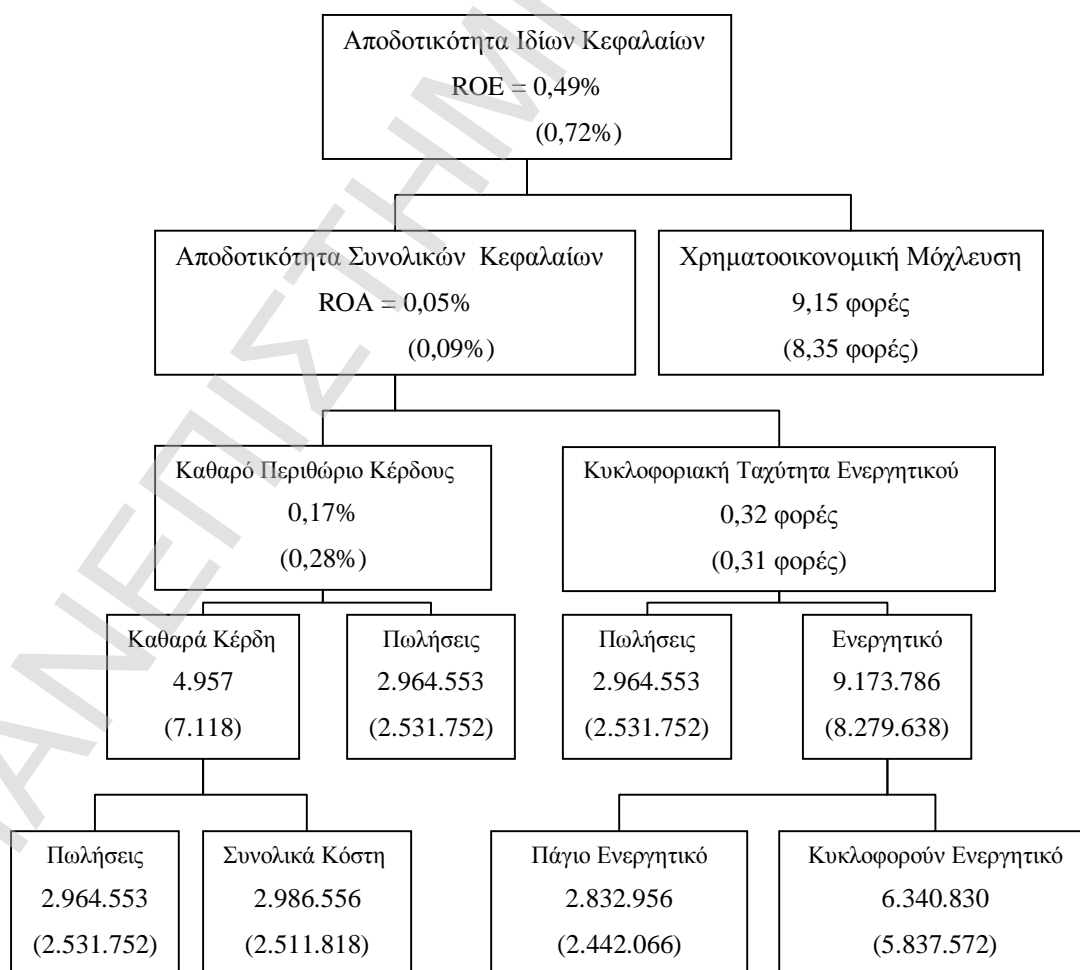 Αποδοτικότητα Ιδίων Κεφαλαίων
ROE = 0,49%
(0,72%)
Αποδοτικότητα Συνολικών Κεφαλαίων
ROA = 0,05%
(0,09%)
Χρηματοοικονομική Μόχλευση
9,15 φορές
(8,35 φορές)
Καθαρό Περιθώριο Κέρδους
0,17%
(0,28%)
Κυκλοφοριακή Ταχύτητα Ενεργητικού
0,32 φορές
(0,31 φορές)
Καθαρά Κέρδη
4.957
(7.118)
Πωλήσεις
2.964.553
(2.531.752)
Πωλήσεις
2.964.553
(2.531.752)
Ενεργητικό
9.173.786
(8.279.638)
Πωλήσεις
2.964.553
(2.531.752)
Συνολικά Κόστη
2.986.556
(2.511.818)
Πάγιο Ενεργητικό
2.832.956
(2.442.066)
Κυκλοφορούν Ενεργητικό
6.340.830
(5.837.572)
ΠΑΝΕΠΙΣΤΗΜΙ